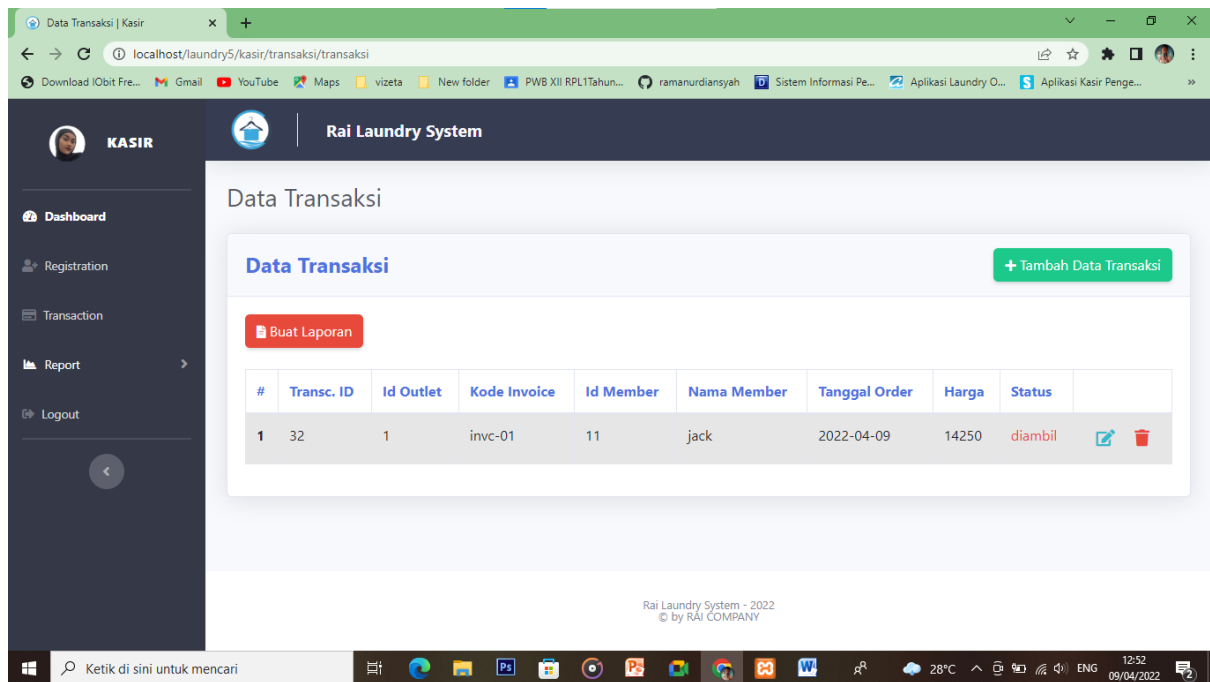 Data Transaksi | Kasir
localhost/laundry5/kasir/transaksi/transaksi
Download IObit Fre... Gmail YouTube Maps vizeta New folder PWB XII RPL1Tahun... ramanurdiansyah Sistem Informasi Pe... Aplikasi Laundry O... Aplikasi Kasir Penge... »
KASIR
Rai Laundry System
Dashboard
Registration
Transaction
Report
Logout
Data Transaksi
Data Transaksi
+ Tambah Data Transaksi
Buat Laporan
# Transc. ID Id Outlet Kode Invoice Id Member Nama Member Tanggal Order Harga Status
1 32 1 invc-01 11 jack 2022-04-09 14250 diambil
Rai Laundry System - 2022
© by RAI COMPANY
Ketik di sini untuk mencari
Ps
28°C ENG 12:52
09/04/2022
2